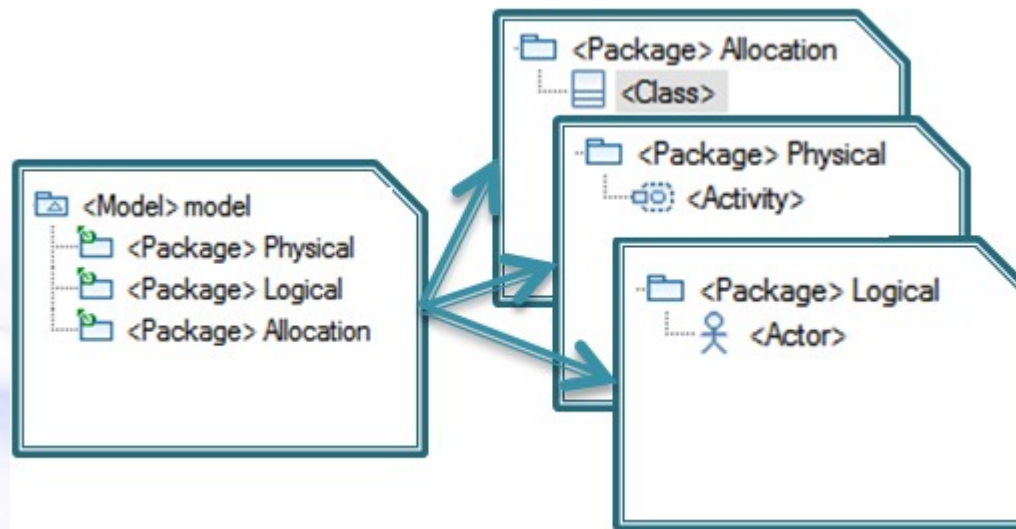 <Model> model
<Package> Physical
<Package> Logical
<Package> Allocation
<Package> Allocation
<Class>
<Package> Physical
<Activity>
<Package> Logical
<Actor>